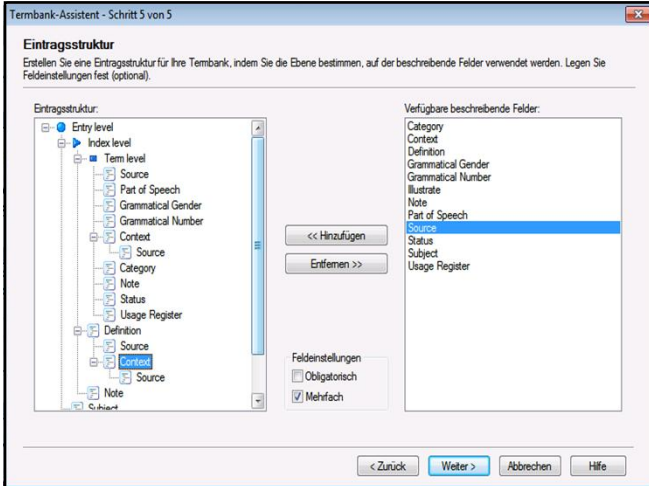 Termbank-Assistent - Schritt 5 von 5
Eintragsstruktur
Erstellen Sie eine Eintragsstruktur für Ihre Termbank, indem Sie die Ebene bestimmen, auf der beschreibende Felder verwendet werden. Legen Sie
Feldeinstellungen fest (optional).
Eintragsstruktur:
Entry level
Index level
Term level
Source
Part of Speech
Grammatical Gender
Grammatical Number
Context
Source
Category
Note
Status
Usage Register
Definition
Source
Context
Source
Note
Subject
<< Hinzufügen
Entfernen >>
Feldeinstellungen
Obligatorisch
Mehrfach
Verfügbare beschreibende Felder:
Category
Context
Definition
Grammatical Gender
Grammatical Number
Illustrate
Note
Part of Speech
Source
Status
Subject
Usage Register
< Zurück
Weiter >
Abbrechen
Hilfe